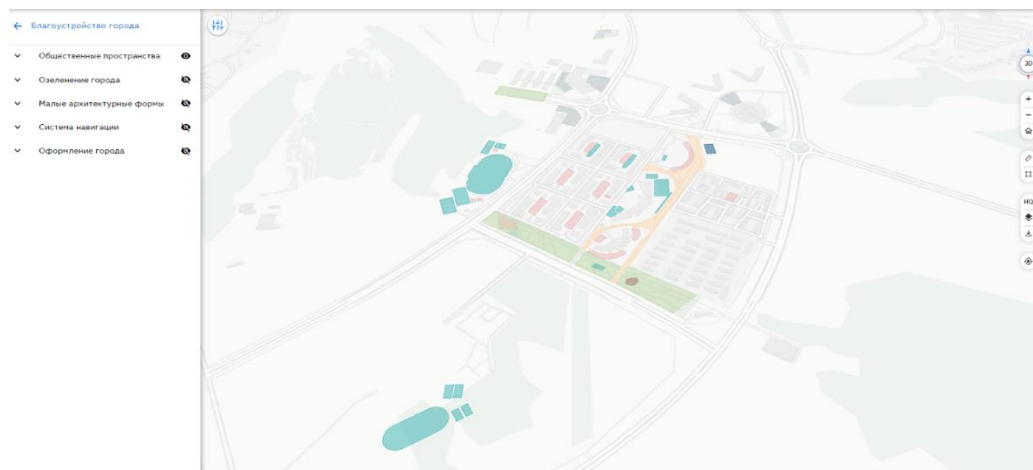 Благоустройство города
Общественные пространства
Озеленение города
Малые архитектурные формы
Система навигации
Оформление города
3D
HQ